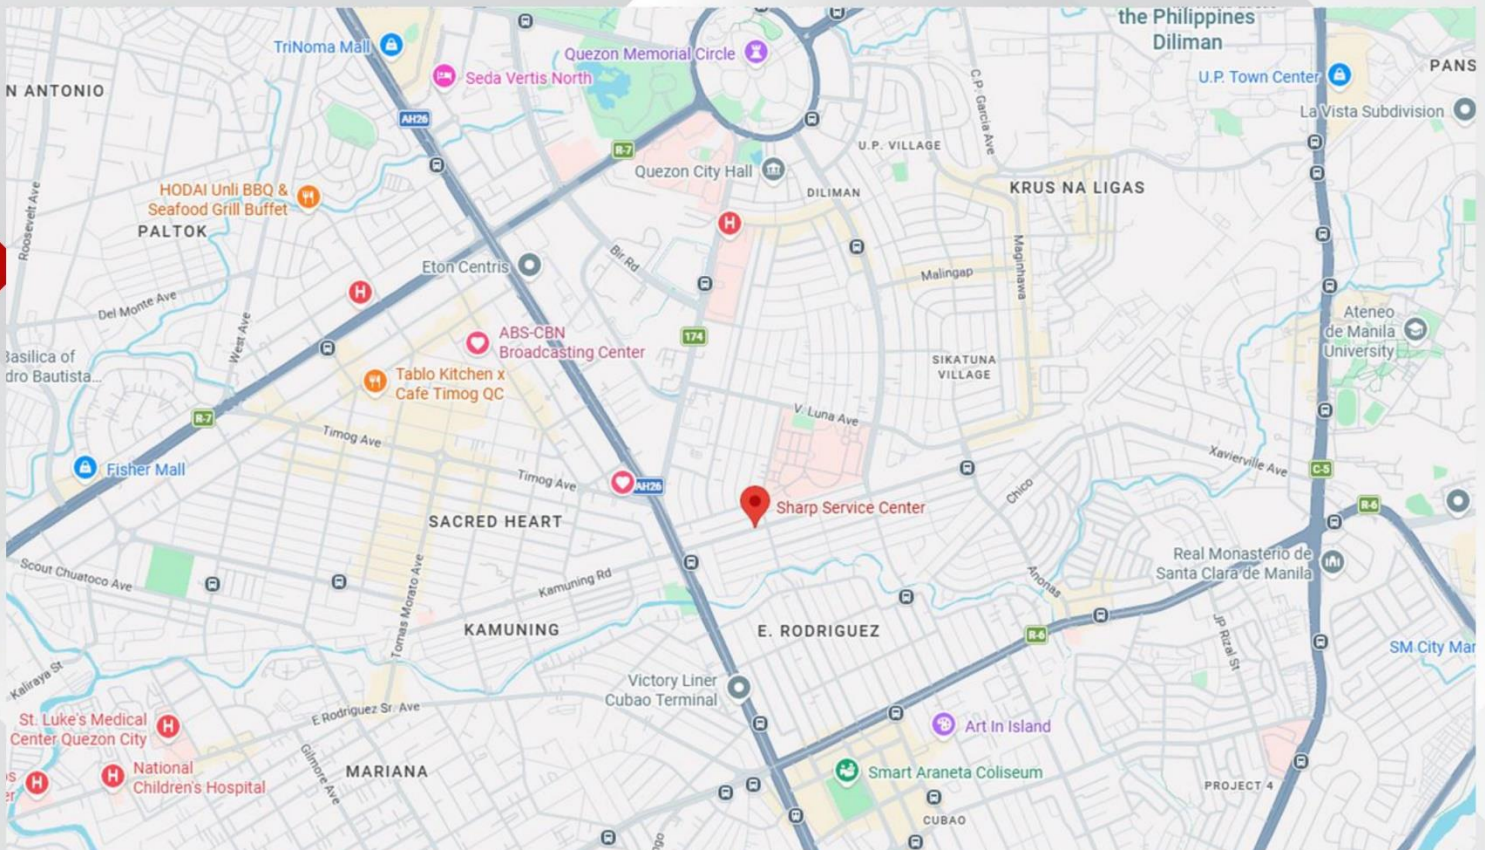 the Philippines
Diliman
TriNoma Mall
Quezon Memorial Circle
Seda Vertis North
U.P. Town Center
PANS
N ANTONIO
La Vista Subdivision
AH26
C.P. Garcia Ave
R-7
U.P. VILLAGE
Quezon City Hall
KRUS NA LIGAS
DILIMAN
HODAI Unli BBQ &
Seafood Grill Buffet
Roosevelt Ave
PALTOK
H
Eton Centris
Bir Rd
Malingap
Maginhawa
H
Del Monte Ave
West Ave
ABS-CBN
Broadcasting Center
174
Ateneo
de Manila
University
Basilica of
dro Bautista...
SIKATUNA
VILLAGE
Tablo Kitchen x
Cafe Timog QC
R-7
V. Luna Ave
Timog Ave
Fisher Mall
Timog Ave
AH26
Xavierville Ave
C-5
Chico
Sharp Service Center
R-6
SACRED HEART
Scout Chuatoco Ave
Kamuning Rd
Tomas Morato Ave
Anonas
Real Monasterio de
Santa Clara de Manila
KAMUNING
E. RODRIGUEZ
R-6
JP Rizal St
SM City Mar
Kaliraya St
Victory Liner
Cubao Terminal
E Rodriguez Sr. Ave
St. Luke's Medical
Center Quezon City
H
Art In Island
Gilmore Ave
MARIANA
National
Children's Hospital
H
H
Smart Araneta Coliseum
PROJECT 4
CUBAO